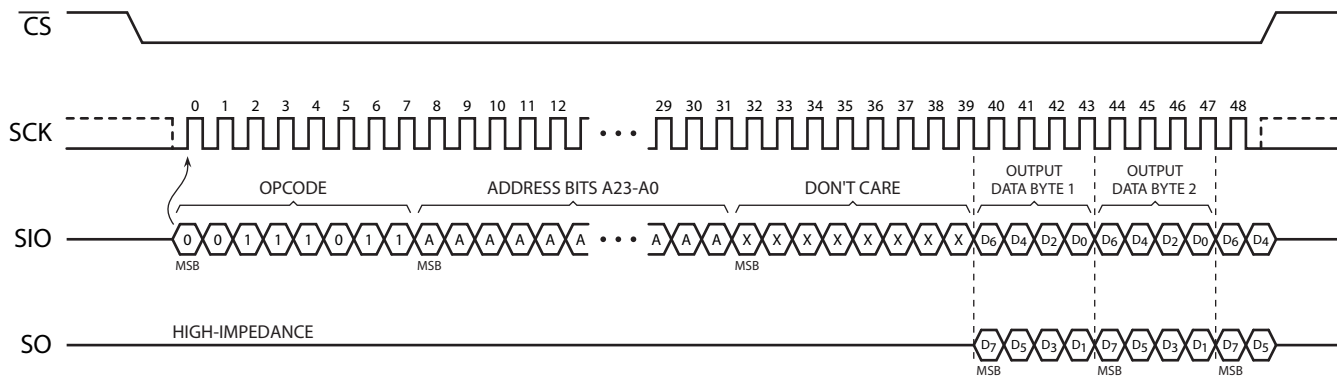 CS
0 1 2 3 4 5 6 7 8 9 10 11 12 29 30 31 32 33 34 35 36 37 38 39 40 41 42 43 44 45 46 47 48
SCK
OPCODE ADDRESS BITS A23-A0 DON'T CARE OUTPUT DATA BYTE 1 OUTPUT DATA BYTE 2
SIO 0 0 1 1 1 0 1 1 A A A A A A A A A X X X X X X X X D6 D4 D2 D0 D6 D4 D2 D0 D6 D4
MSB MSB MSB
HIGH-IMPEDANCE
SO D7 D5 D3 D1 D7 D5 D3 D1 D7 D5
MSB MSB MSB